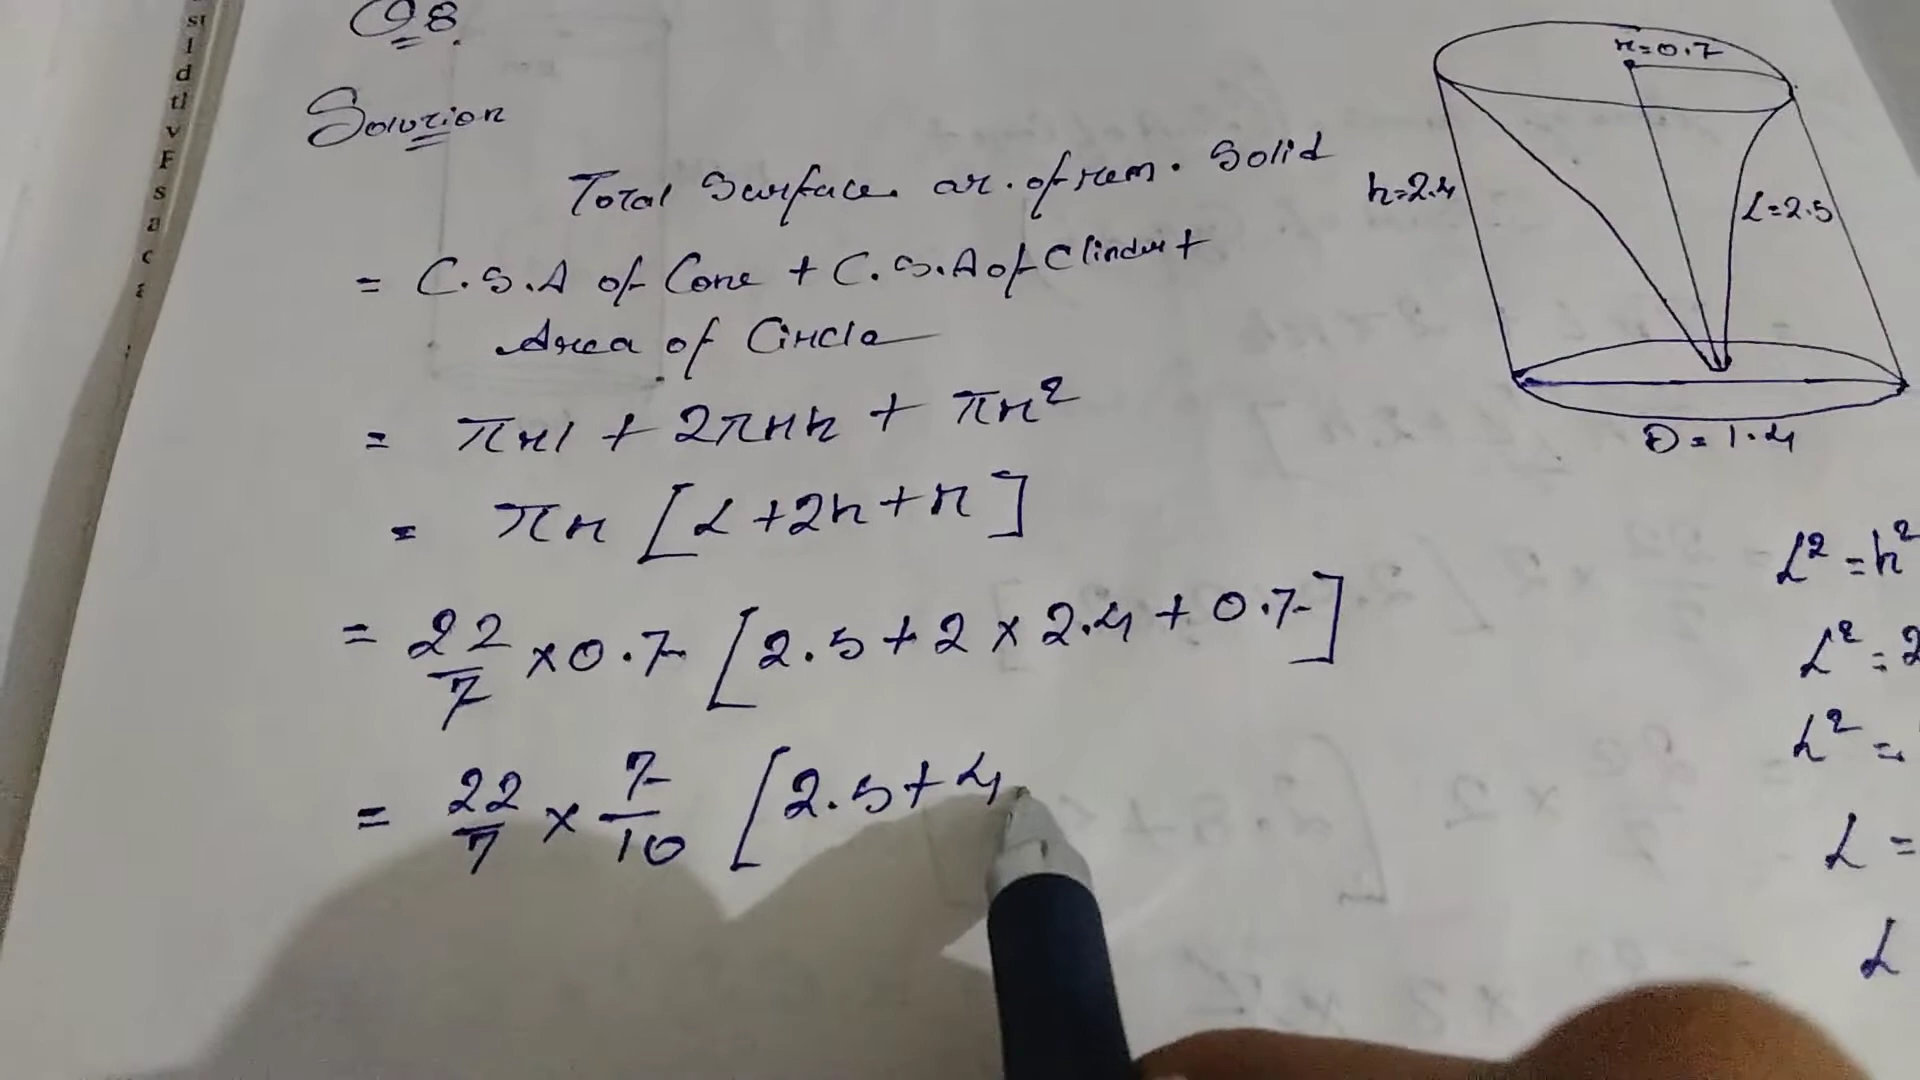 Q8.
Solution
Total Surface ar. of rem. Solid
= C.S.A of Cone + C.S.A of Clinder +
Area of Circle
= πrl + 2πrh + πr²
= πr [L + 2h + r]
= 22/7 × 0.7 [2.5 + 2 × 2.4 + 0.7]
= 22/7 × 7/10 [2.5 + 4.
r=0.7
h=2.4
L=2.5
D=1.4
L² = h²
L² = 2
L² =
L =
L